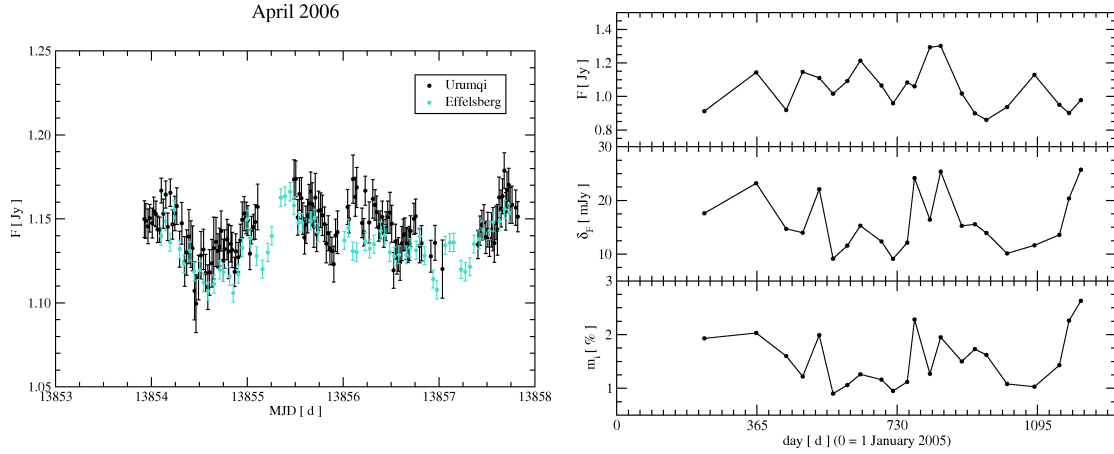 April 2006
1.25
1.20
1.15
1.10
1.05
F [ Jy ]
Urumqi
Effelsberg
13853
13854
13855
13856
13857
13858
MJD [ d ]
1.4
1.2
1.0
0.8
F [ Jy ]
30
20
10
δF [ mJy ]
3
2
1
mi [ % ]
0
365
730
1095
day [ d ] (0 = 1 January 2005)